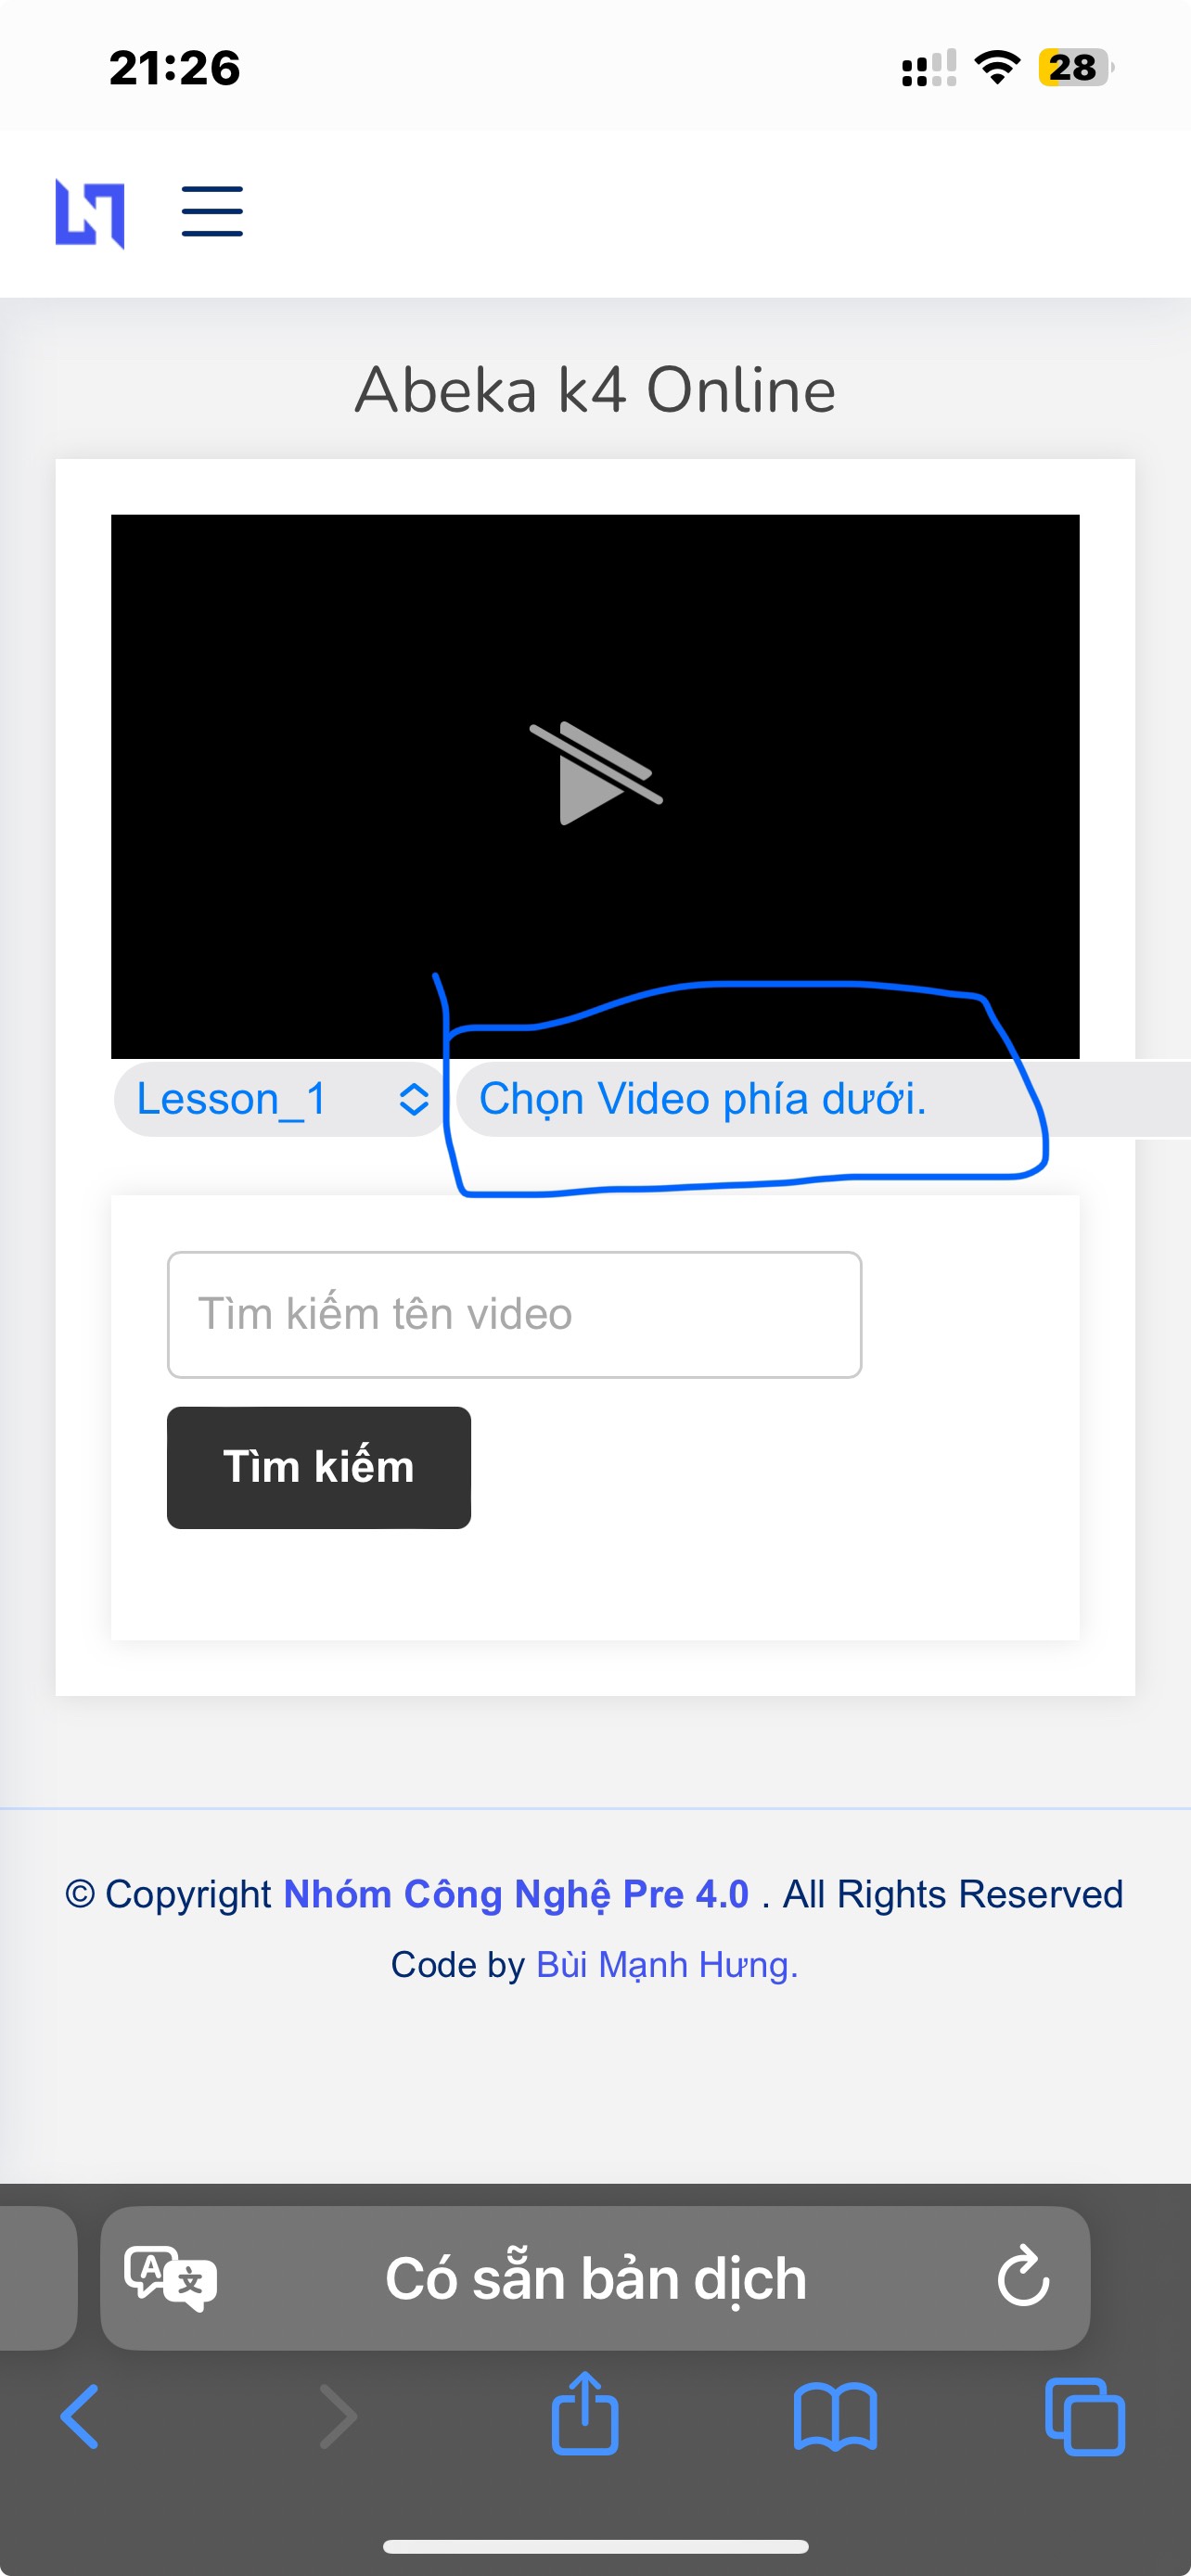 21:26
28
Abeka k4 Online
Lesson_1
Chọn Video phía dưới.
Tìm kiếm tên video
Tìm kiếm
© Copyright Nhóm Công Nghệ Pre 4.0 . All Rights Reserved
Code by Bùi Mạnh Hưng.
A 文 Có sẵn bản dịch